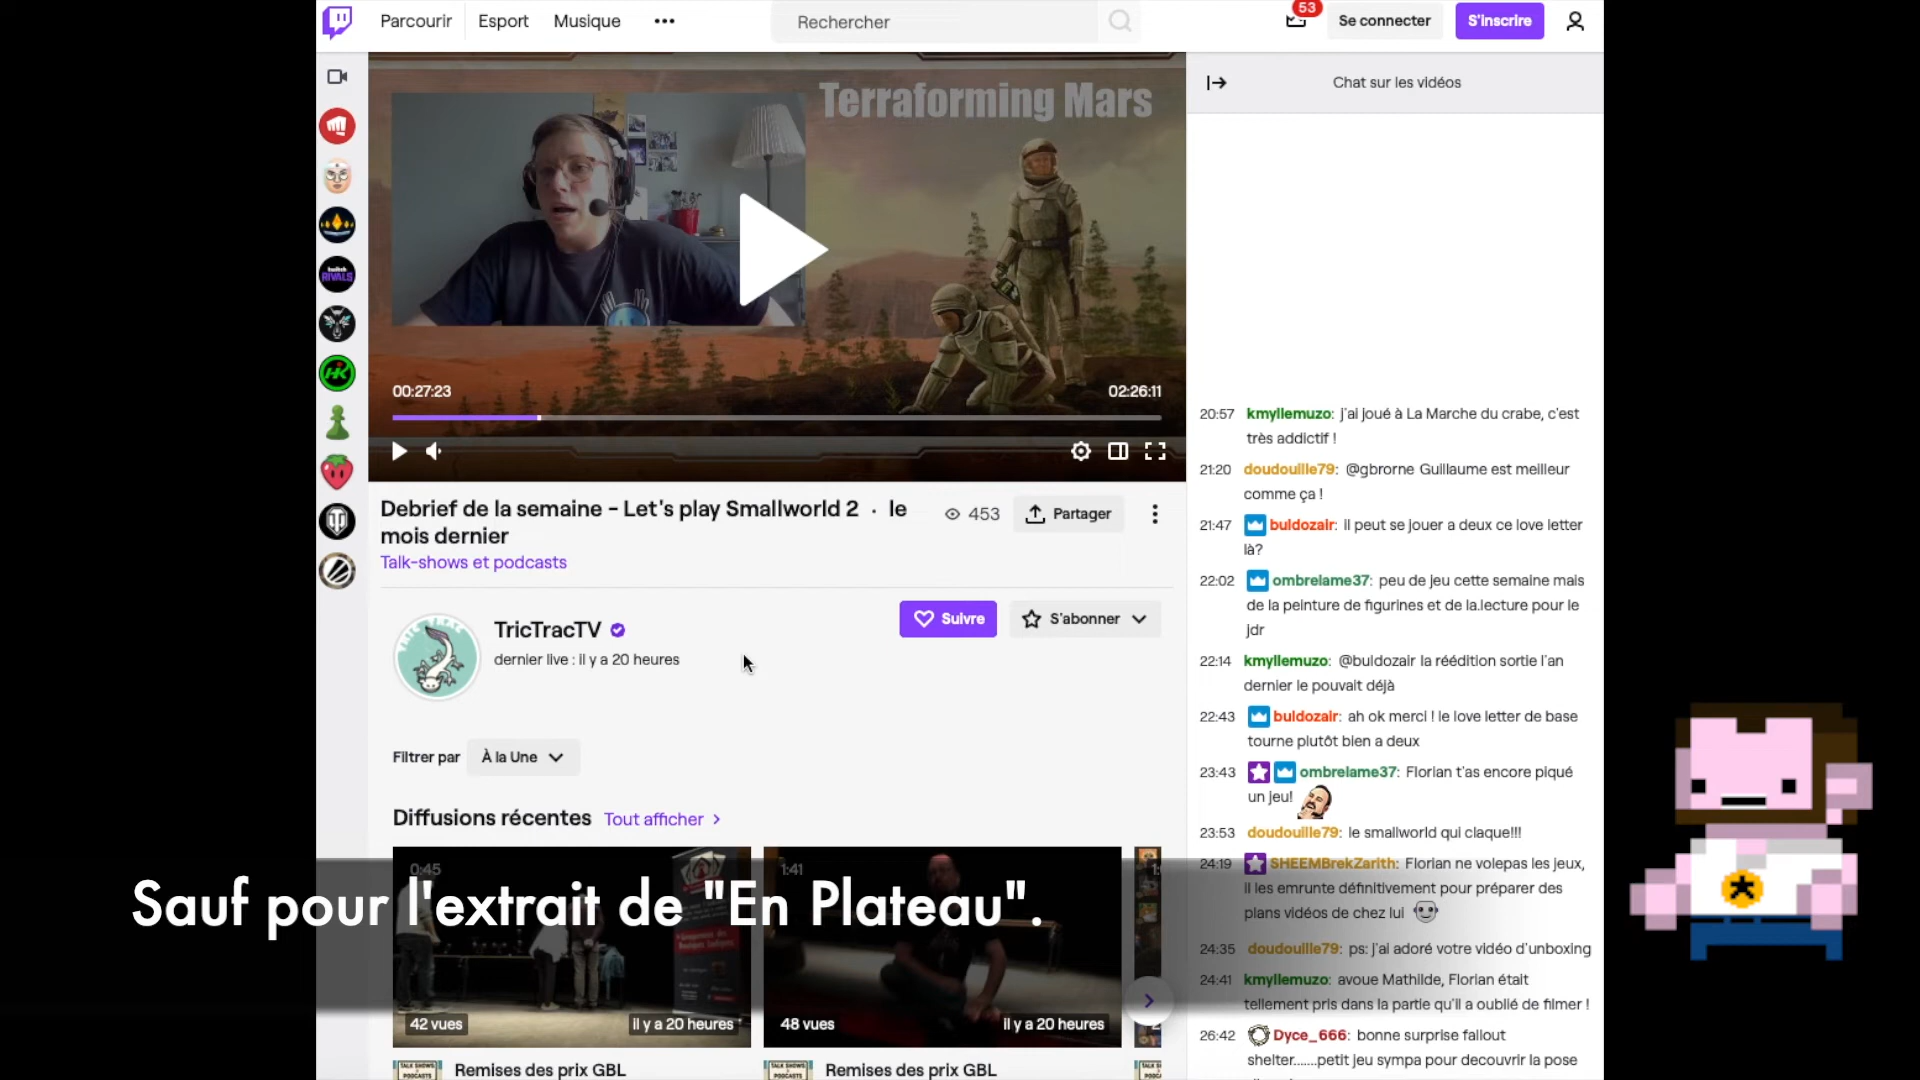 Parcourir
Esport
Musique
Rechercher
53
Se connecter
S'inscrire
Terraforming Mars
00:27:23
02:26:11
Chat sur les vidéos
Debrief de la semaine - Let's play Smallworld 2 · le
mois dernier
453
Partager
Talk-shows et podcasts
TricTracTV
dernier live : il y a 20 heures
Suivre
S'abonner
Filtrer par
À la Une
Diffusions récentes
Tout afficher
0:45
1:41
Sauf pour l'extrait de "En Plateau".
42 vues
il y a 20 heures
48 vues
il y a 20 heures
Remises des prix GBL
Remises des prix GBL
TALK SHOWS
PODCASTS
TALK SHOWS
PODCASTS
twitch
RIVALS
20:57 kmyllemuzo: j'ai joué à La Marche du crabe, c'est
très addictif !
21:20 doudouille79: @gbrorne Guillaume est meilleur
comme ça !
21:47 buldozair: il peut se jouer a deux ce love letter
là?
22:02 ombrelame37: peu de jeu cette semaine mais
de la peinture de figurines et de la.lecture pour le
jdr
22:14 kmyllemuzo: @buldozair la réédition sortie l'an
dernier le pouvait déjà
22:43 buldozair: ah ok merci ! le love letter de base
tourne plutôt bien a deux
23:43 ombrelame37: Florian t'as encore piqué
un jeu!
23:53 doudouille79: le smallworld qui claque!!!
24:19 SHEEMBrekZarith: Florian ne volepas les jeux,
il les emrunte définitivement pour préparer des
plans vidéos de chez lui
24:35 doudouille79: ps: j'ai adoré votre vidéo d'unboxing
24:41 kmyllemuzo: avoue Mathilde, Florian était
tellement pris dans la partie qu'il a oublié de filmer !
26:42 Dyce_666: bonne surprise fallout
shelter.......petit jeu sympa pour decouvrir la pose